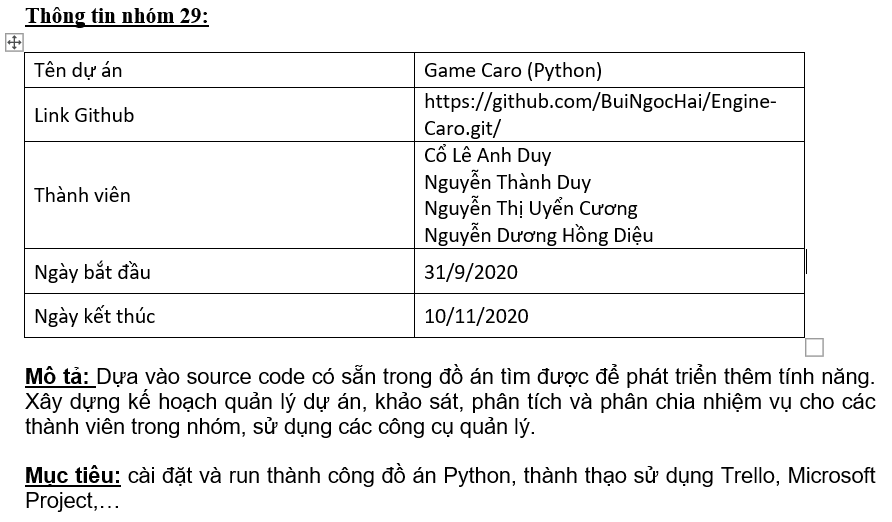 Thông tin nhóm 29:
Tên dự án
Game Caro (Python)
Link Github
https://github.com/BuiNgocHai/Engine-
Caro.git/
Thành viên
Cổ Lê Anh Duy
Nguyễn Thành Duy
Nguyễn Thị Uyển Cương
Nguyễn Dương Hồng Diệu
Ngày bắt đầu
31/9/2020
Ngày kết thúc
10/11/2020
Mô tả: Dựa vào source code có sẵn trong đồ án tìm được để phát triển thêm tính năng.
Xây dựng kế hoạch quản lý dự án, khảo sát, phân tích và phân chia nhiệm vụ cho các
thành viên trong nhóm, sử dụng các công cụ quản lý.
Mục tiêu: cài đặt và run thành công đồ án Python, thành thạo sử dụng Trello, Microsoft
Project,…